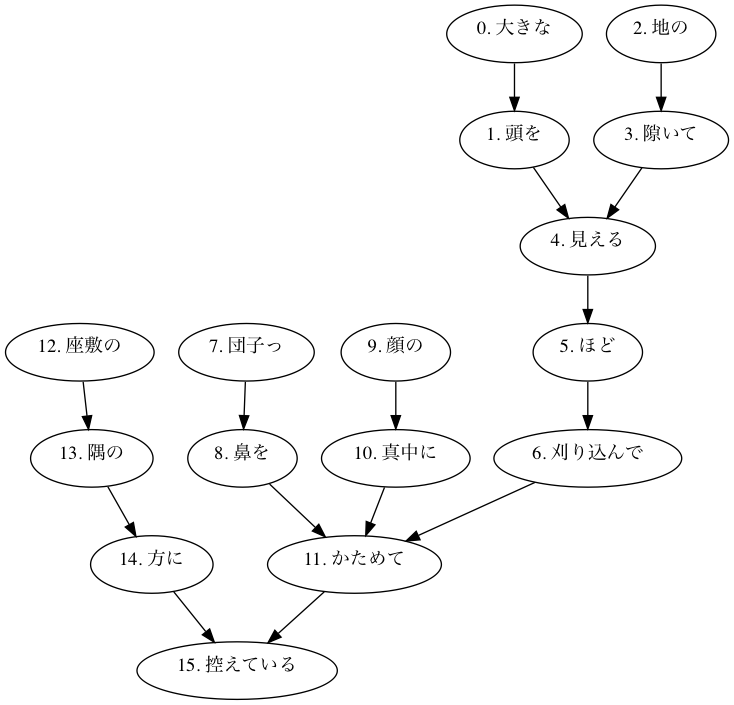 0. 大きな
2. 地の
1. 頭を
3. 隙いて
4. 見える
12. 座敷の
7. 団子っ
9. 顔の
5. ほど
13. 隅の
8. 鼻を
10. 真中に
6. 刈り込んで
14. 方に
11. かためて
15. 控えている